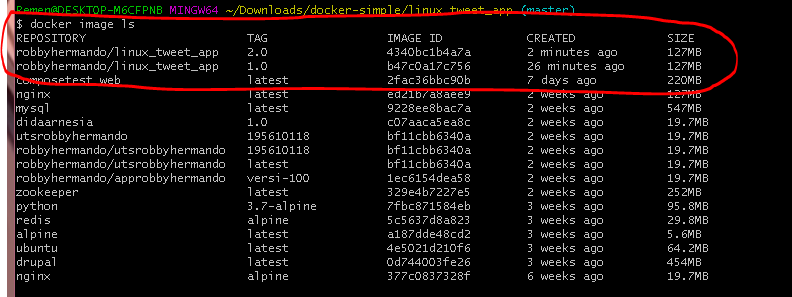 Remen@DESKTOP-M6CFPNB MINGW64 ~/Downloads/docker-simple/linux_tweet_app (master)
$ docker image ls
REPOSITORY TAG IMAGE ID CREATED SIZE
robbyhermando/linux_tweet_app 2.0 4340bc1b4a7a 2 minutes ago 127MB
robbyhermando/linux_tweet_app 1.0 b47c0a17c756 26 minutes ago 127MB
composetest_web latest 2fac36bbc90b 7 days ago 220MB
nginx latest ed21b7a8aee9 2 weeks ago 127MB
mysql latest 9228ee8bac7a 2 weeks ago 547MB
didaarnesia 1.0 c07aaca5ea8c 2 weeks ago 19.7MB
utsrobbyhermando 195610118 bf11cbb6340a 2 weeks ago 19.7MB
robbyhermando/utsrobbyhermando 195610118 bf11cbb6340a 2 weeks ago 19.7MB
robbyhermando/utsrobbyhermando latest bf11cbb6340a 2 weeks ago 19.7MB
robbyhermando/approbbyhermando versi-100 1ec6154dea58 2 weeks ago 19.7MB
zookeeper latest 329e4b7227e5 2 weeks ago 252MB
python 3.7-alpine 7fbc871584eb 3 weeks ago 95.8MB
redis alpine 5c5637d8a823 3 weeks ago 29.8MB
alpine latest a187dde48cd2 3 weeks ago 5.6MB
ubuntu latest 4e5021d210f6 3 weeks ago 64.2MB
drupal latest 0d744003fe26 3 weeks ago 454MB
nginx alpine 377c0837328f 6 weeks ago 19.7MB